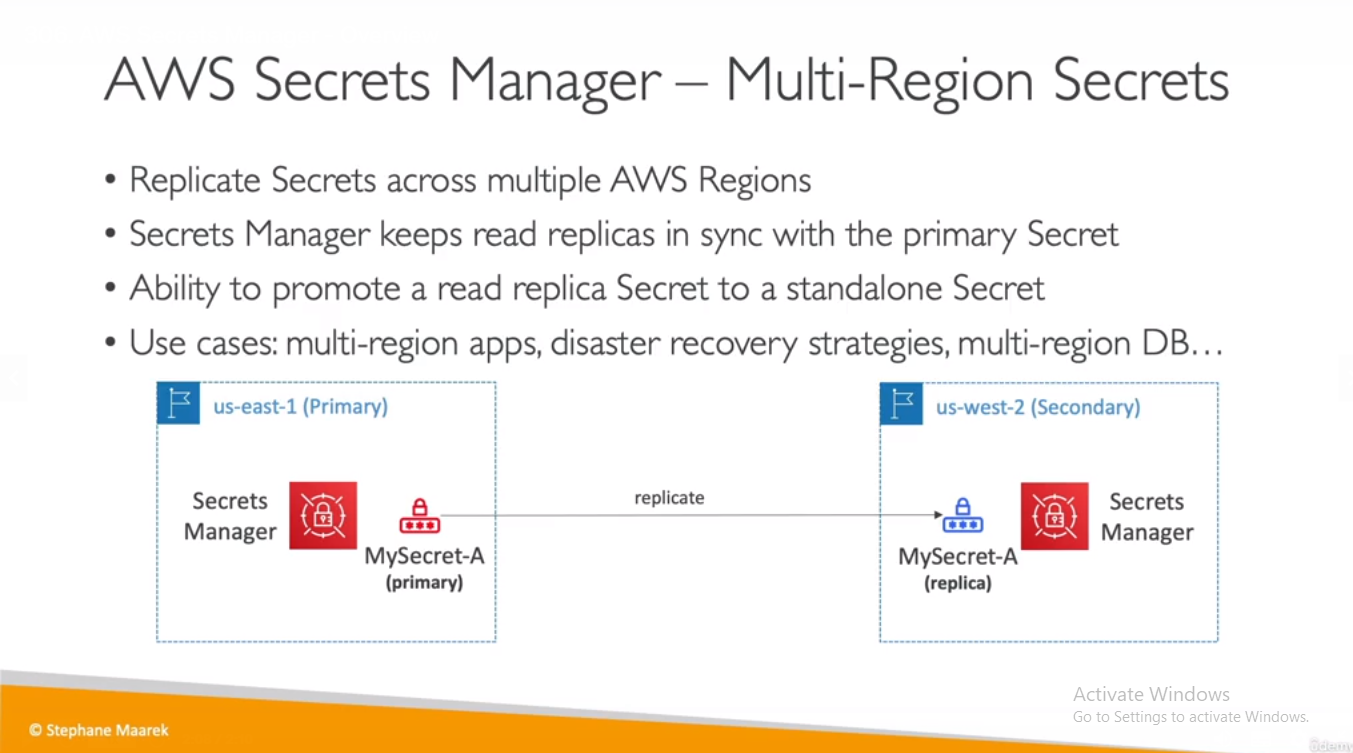 AWS Secrets Manager – Multi-Region Secrets
• Replicate Secrets across multiple AWS Regions
• Secrets Manager keeps read replicas in sync with the primary Secret
• Ability to promote a read replica Secret to a standalone Secret
• Use cases: multi-region apps, disaster recovery strategies, multi-region DB…
us-east-1 (Primary)
us-west-2 (Secondary)
Secrets
Manager
MySecret-A
(primary)
replicate
MySecret-A
(replica)
Secrets
Manager
Activate Windows
Go to Settings to activate Windows.
© Stephane Maarek